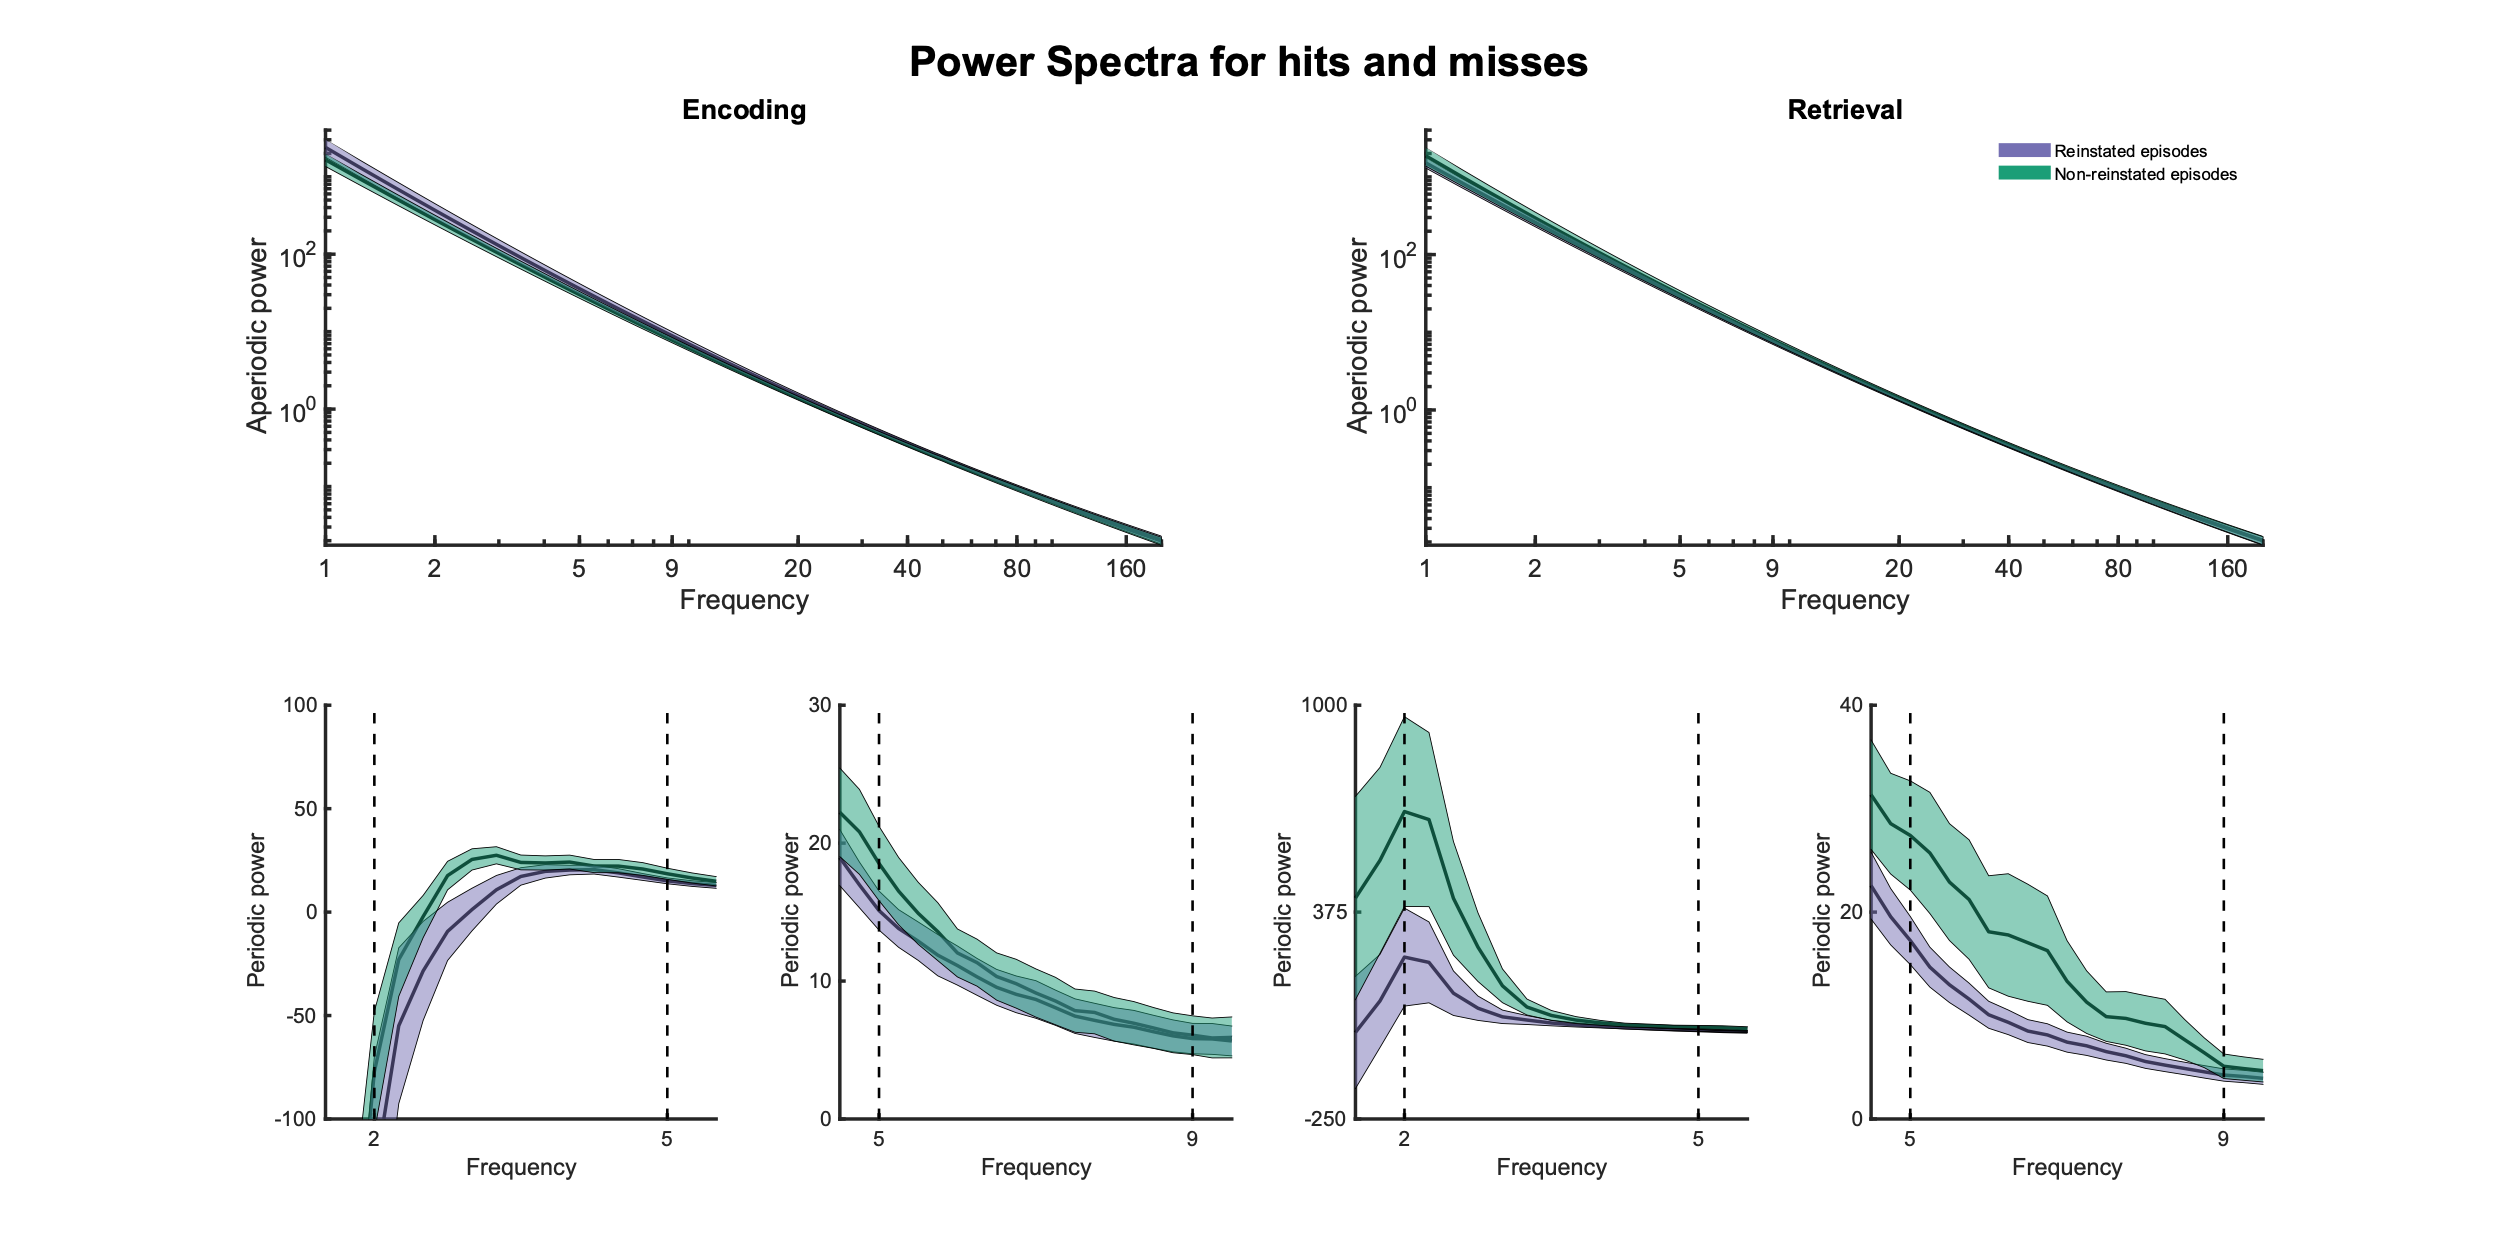 Power Spectra for hits and misses
Encoding
Aperiodic power
10^2
10^0
1 2 5 9 20 40 80 160
Frequency
Retrieval
Reinstated episodes
Non-reinstated episodes
Aperiodic power
10^2
10^0
1 2 5 9 20 40 80 160
Frequency
Periodic power
100
50
0
-50
-100
2 5
Frequency
Periodic power
30
20
10
0
5 9
Frequency
Periodic power
1000
375
-250
2 5
Frequency
Periodic power
40
20
0
5 9
Frequency